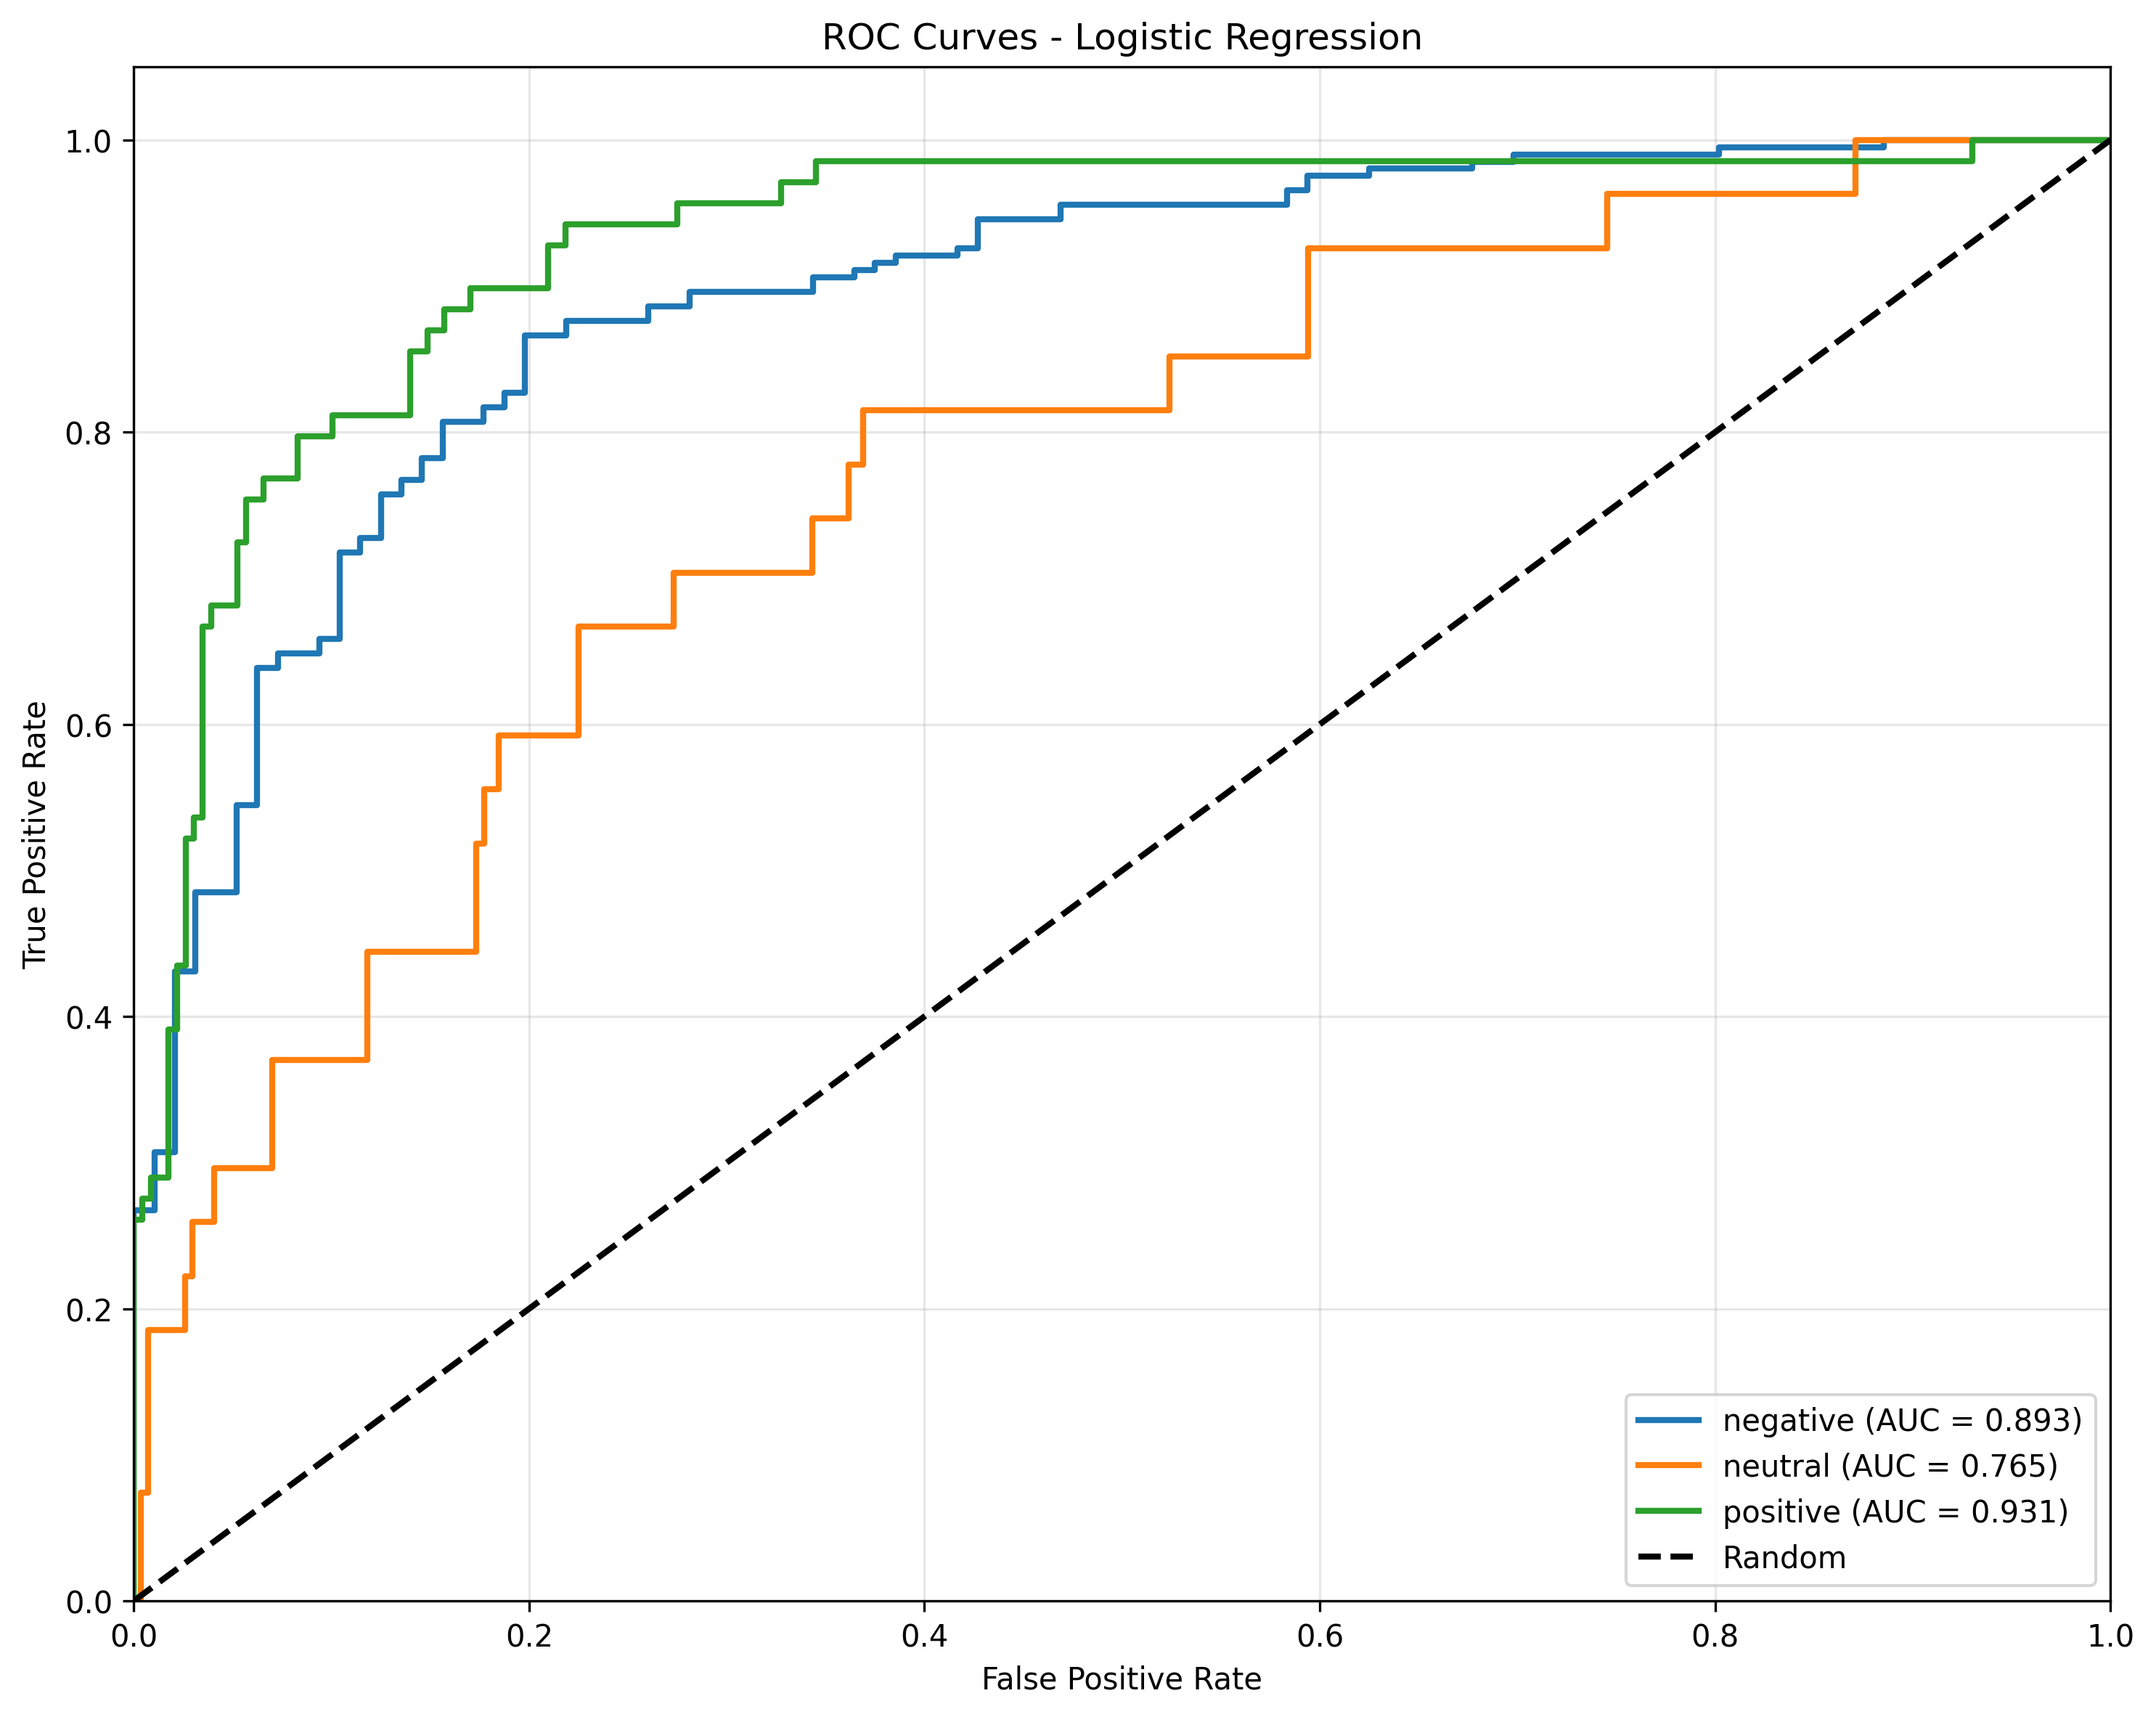 ROC Curves - Logistic Regression
True Positive Rate
1.0
0.8
0.6
0.4
0.2
0.0
0.0 0.2 0.4 0.6 0.8 1.0
False Positive Rate
negative (AUC = 0.893)
neutral (AUC = 0.765)
positive (AUC = 0.931)
Random